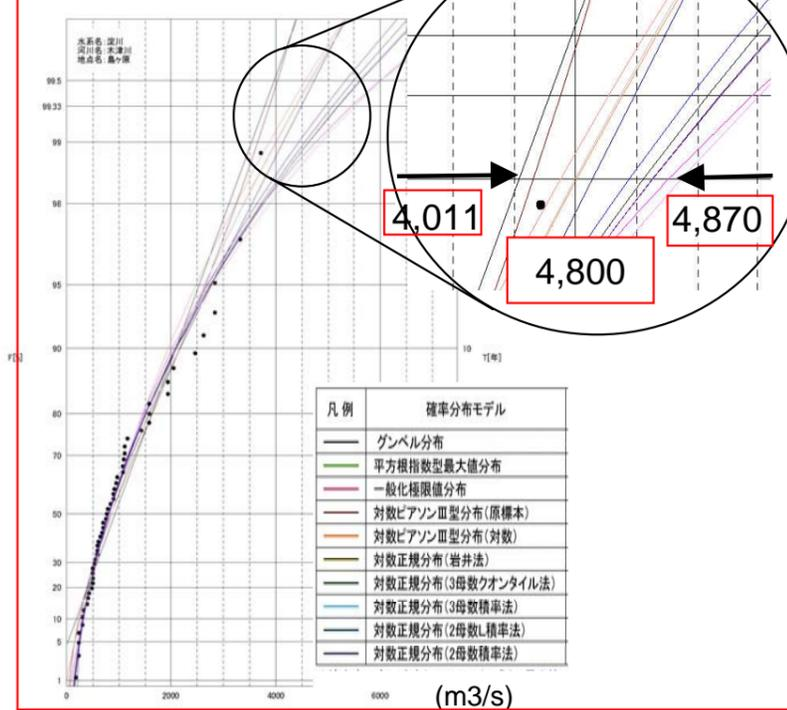 水系名:淀川
河川名:木津川
地点名:島ヶ原
99.5
99.33
99
98
95
90
80
70
50
30
20
10
5
1
F[%]
10
T[年]
0
2000
4000
6000
(m3/s)
4,011
4,870
4,800
凡例 確率分布モデル
グンベル分布
平方根指数型最大値分布
一般化極限値分布
対数ピアソンⅢ型分布(原標本)
対数ピアソンⅢ型分布(対数)
対数正規分布(岩井法)
対数正規分布(3母数クオンタイル法)
対数正規分布(3母数積率法)
対数正規分布(2母数L積率法)
対数正規分布(2母数積率法)